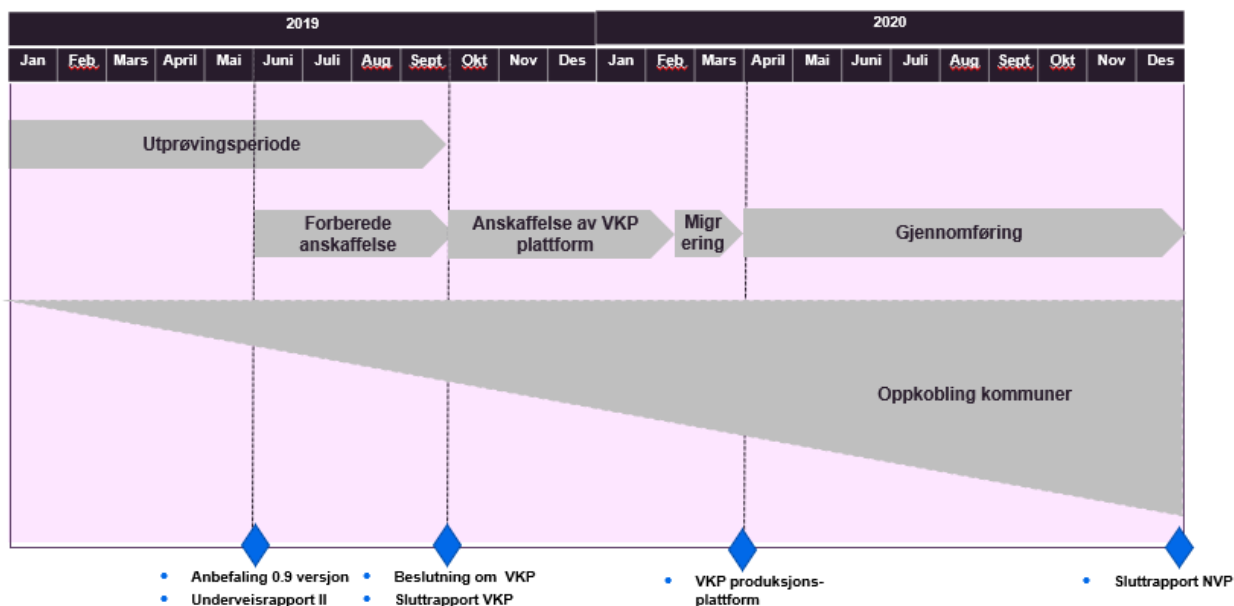 2019
2020
Jan Feb Mars April Mai Juni Juli Aug Sept Okt Nov Des Jan Feb Mars April Mai Juni Juli Aug Sept Okt Nov Des
Utprøvingsperiode
Forberede
anskaffelse
Anskaffelse av VKP
plattform
Migr
ering
Gjennomføring
Oppkobling kommuner
• Anbefaling 0.9 versjon
• Underveisrapport II
• Beslutning om VKP
• Sluttrapport VKP
• VKP produksjons-
plattform
• Sluttrapport NVP